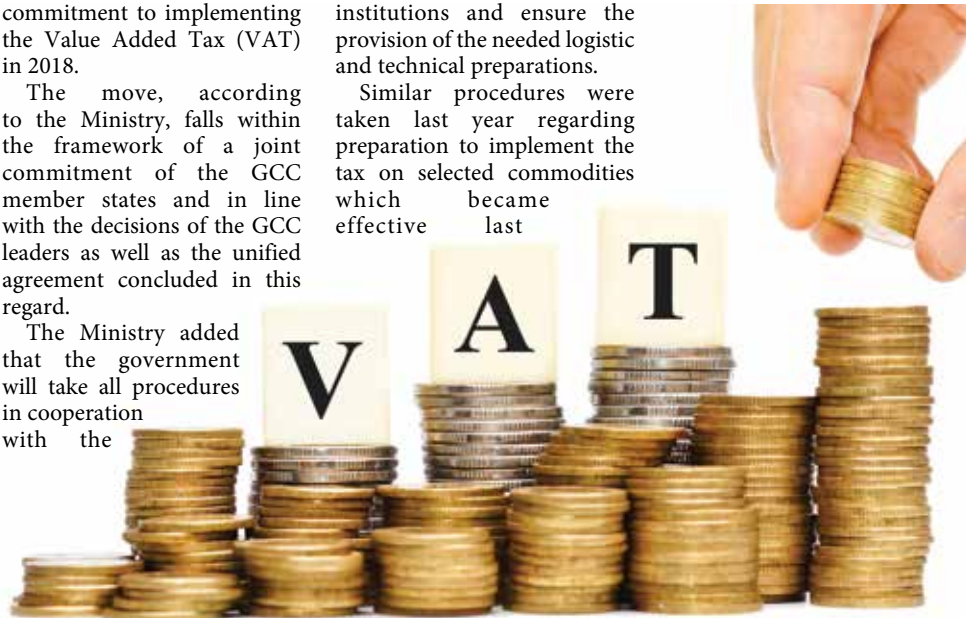 commitment to implementing
the Value Added Tax (VAT)
in 2018.
The move, according
to the Ministry, falls within
the framework of a joint
commitment of the GCC
member states and in line
with the decisions of the GCC
leaders as well as the unified
agreement concluded in this
regard.
The Ministry added
that the government
will take all procedures
in cooperation
with the
institutions and ensure the
provision of the needed logistic
and technical preparations.
Similar procedures were
taken last year regarding
preparation to implement the
tax on selected commodities
which became
effective last
V A T